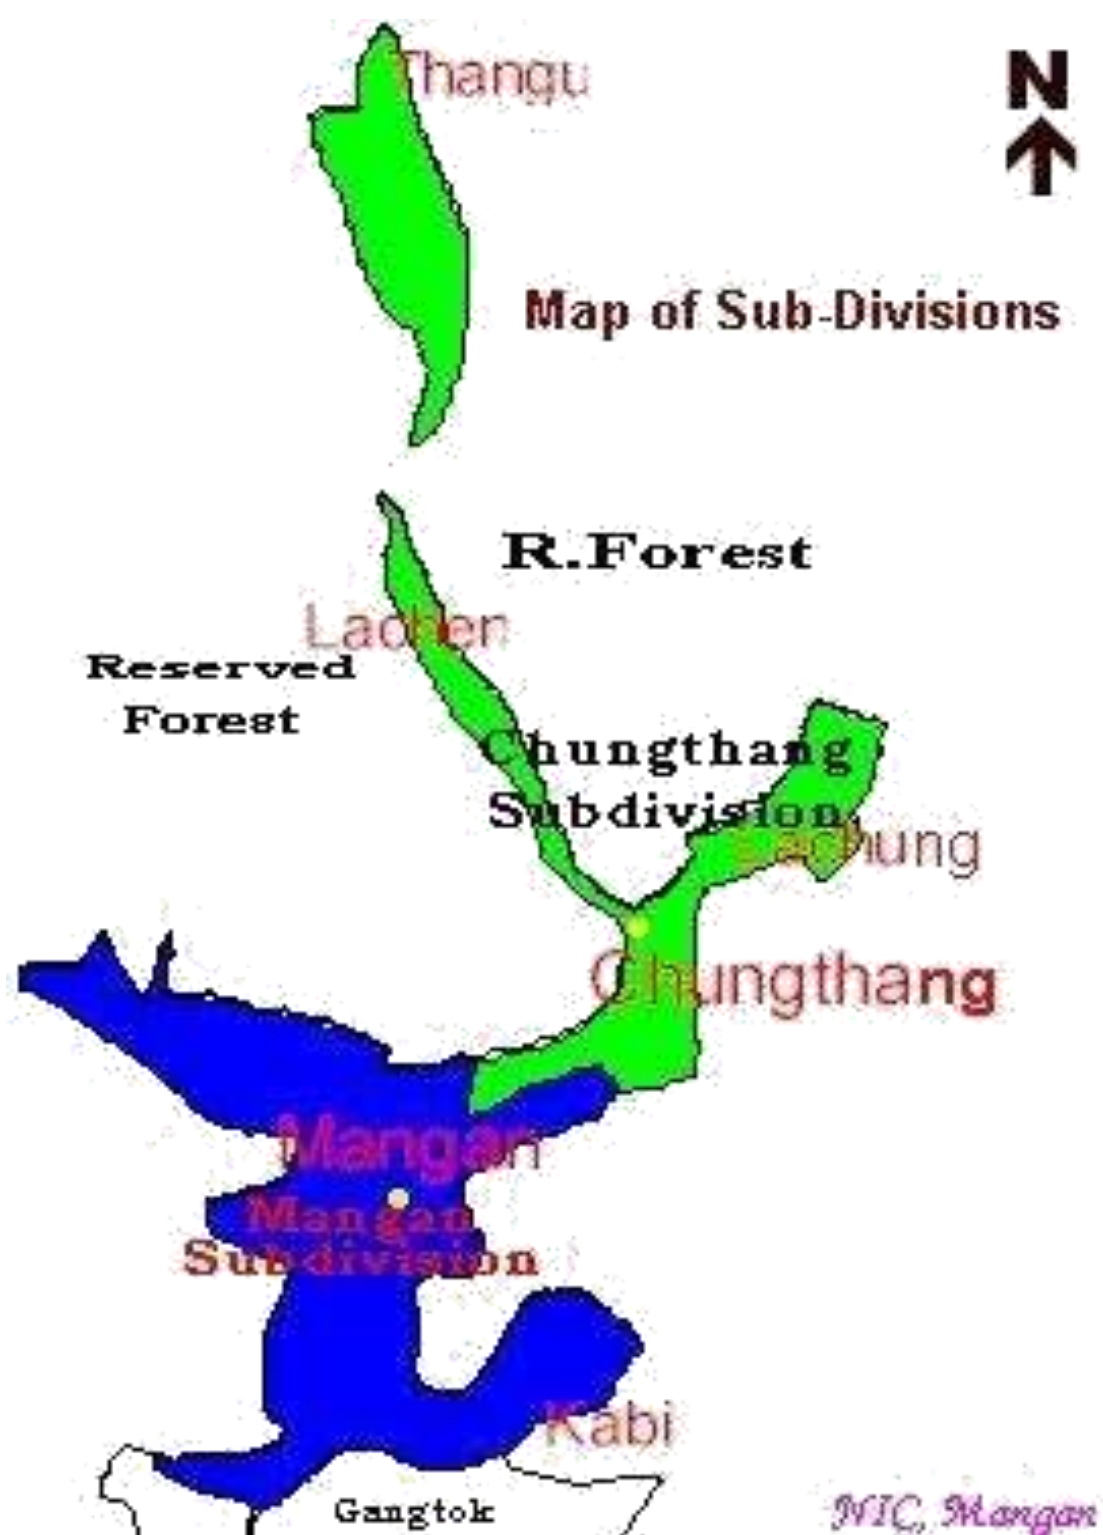 Thangu
N
Map of Sub-Divisions
R.Forest
Lachen
Reserved
Forest
Chungthang
Subdivision
Lachung
Chungthang
Mangan
Mangan
Subdivision
Kabi
Gangtok
NIC, Mangan